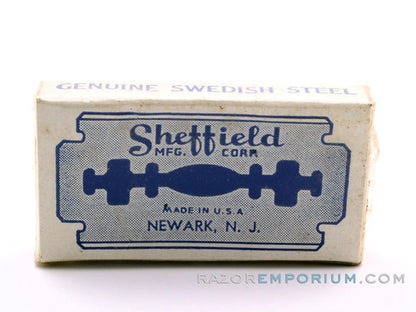 GENUINE SWEDISH STEEL
Sheffield
MFG. CORP.
MADE IN U.S.A
NEWARK, N. J.
RAZOREMPORIUM.COM